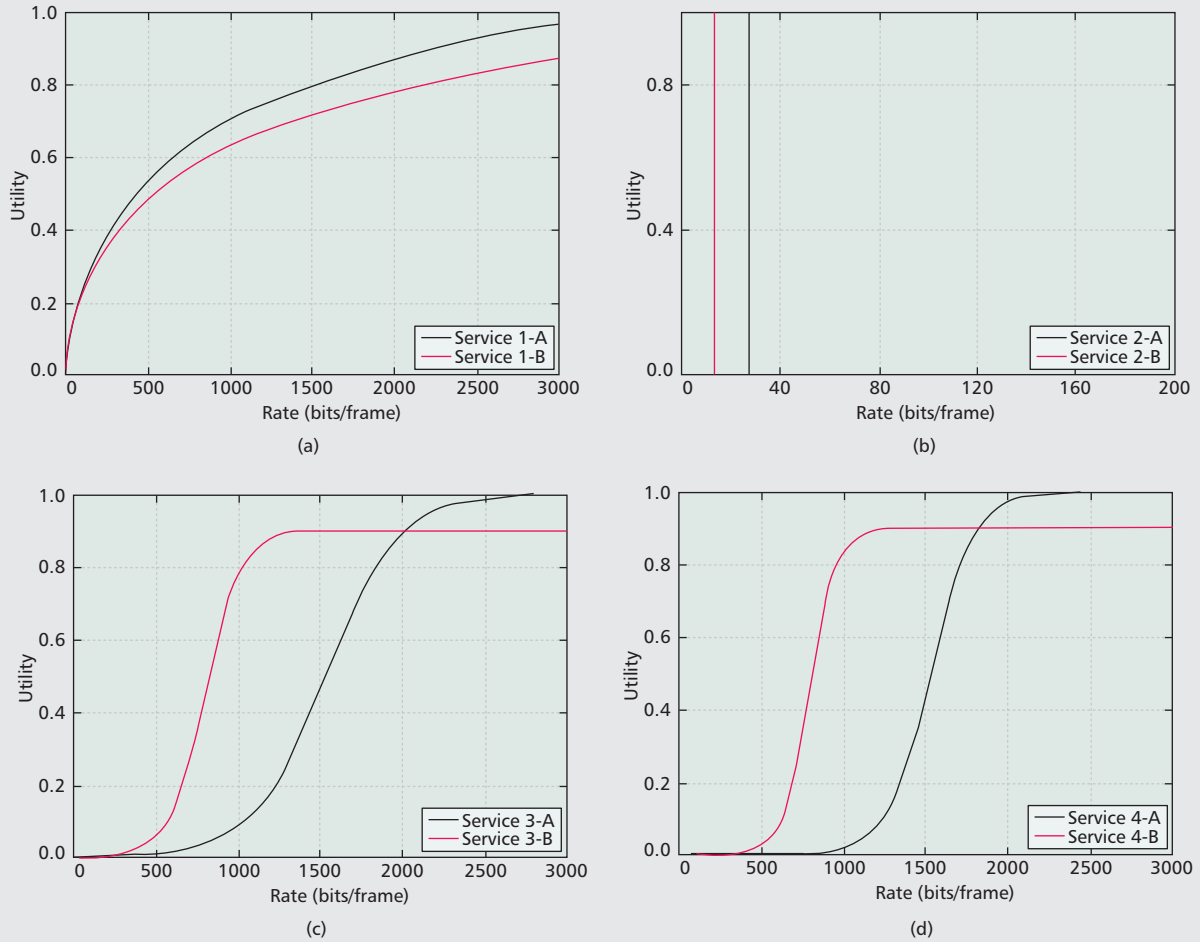 1.0
0.8
0.6
0.4
0.2
0.0
Utility
0 500 1000 1500 2000 2500 3000
Rate (bits/frame)
Service 1-A
Service 1-B
(a)
0.8
0.4
0.0
Utility
0 40 80 120 160 200
Rate (bits/frame)
Service 2-A
Service 2-B
(b)
1.0
0.8
0.6
0.4
0.2
0.0
Utility
0 500 1000 1500 2000 2500 3000
Rate (bits/frame)
Service 3-A
Service 3-B
(c)
1.0
0.8
0.6
0.4
0.2
0.0
Utility
0 500 1000 1500 2000 2500 3000
Rate (bits/frame)
Service 4-A
Service 4-B
(d)